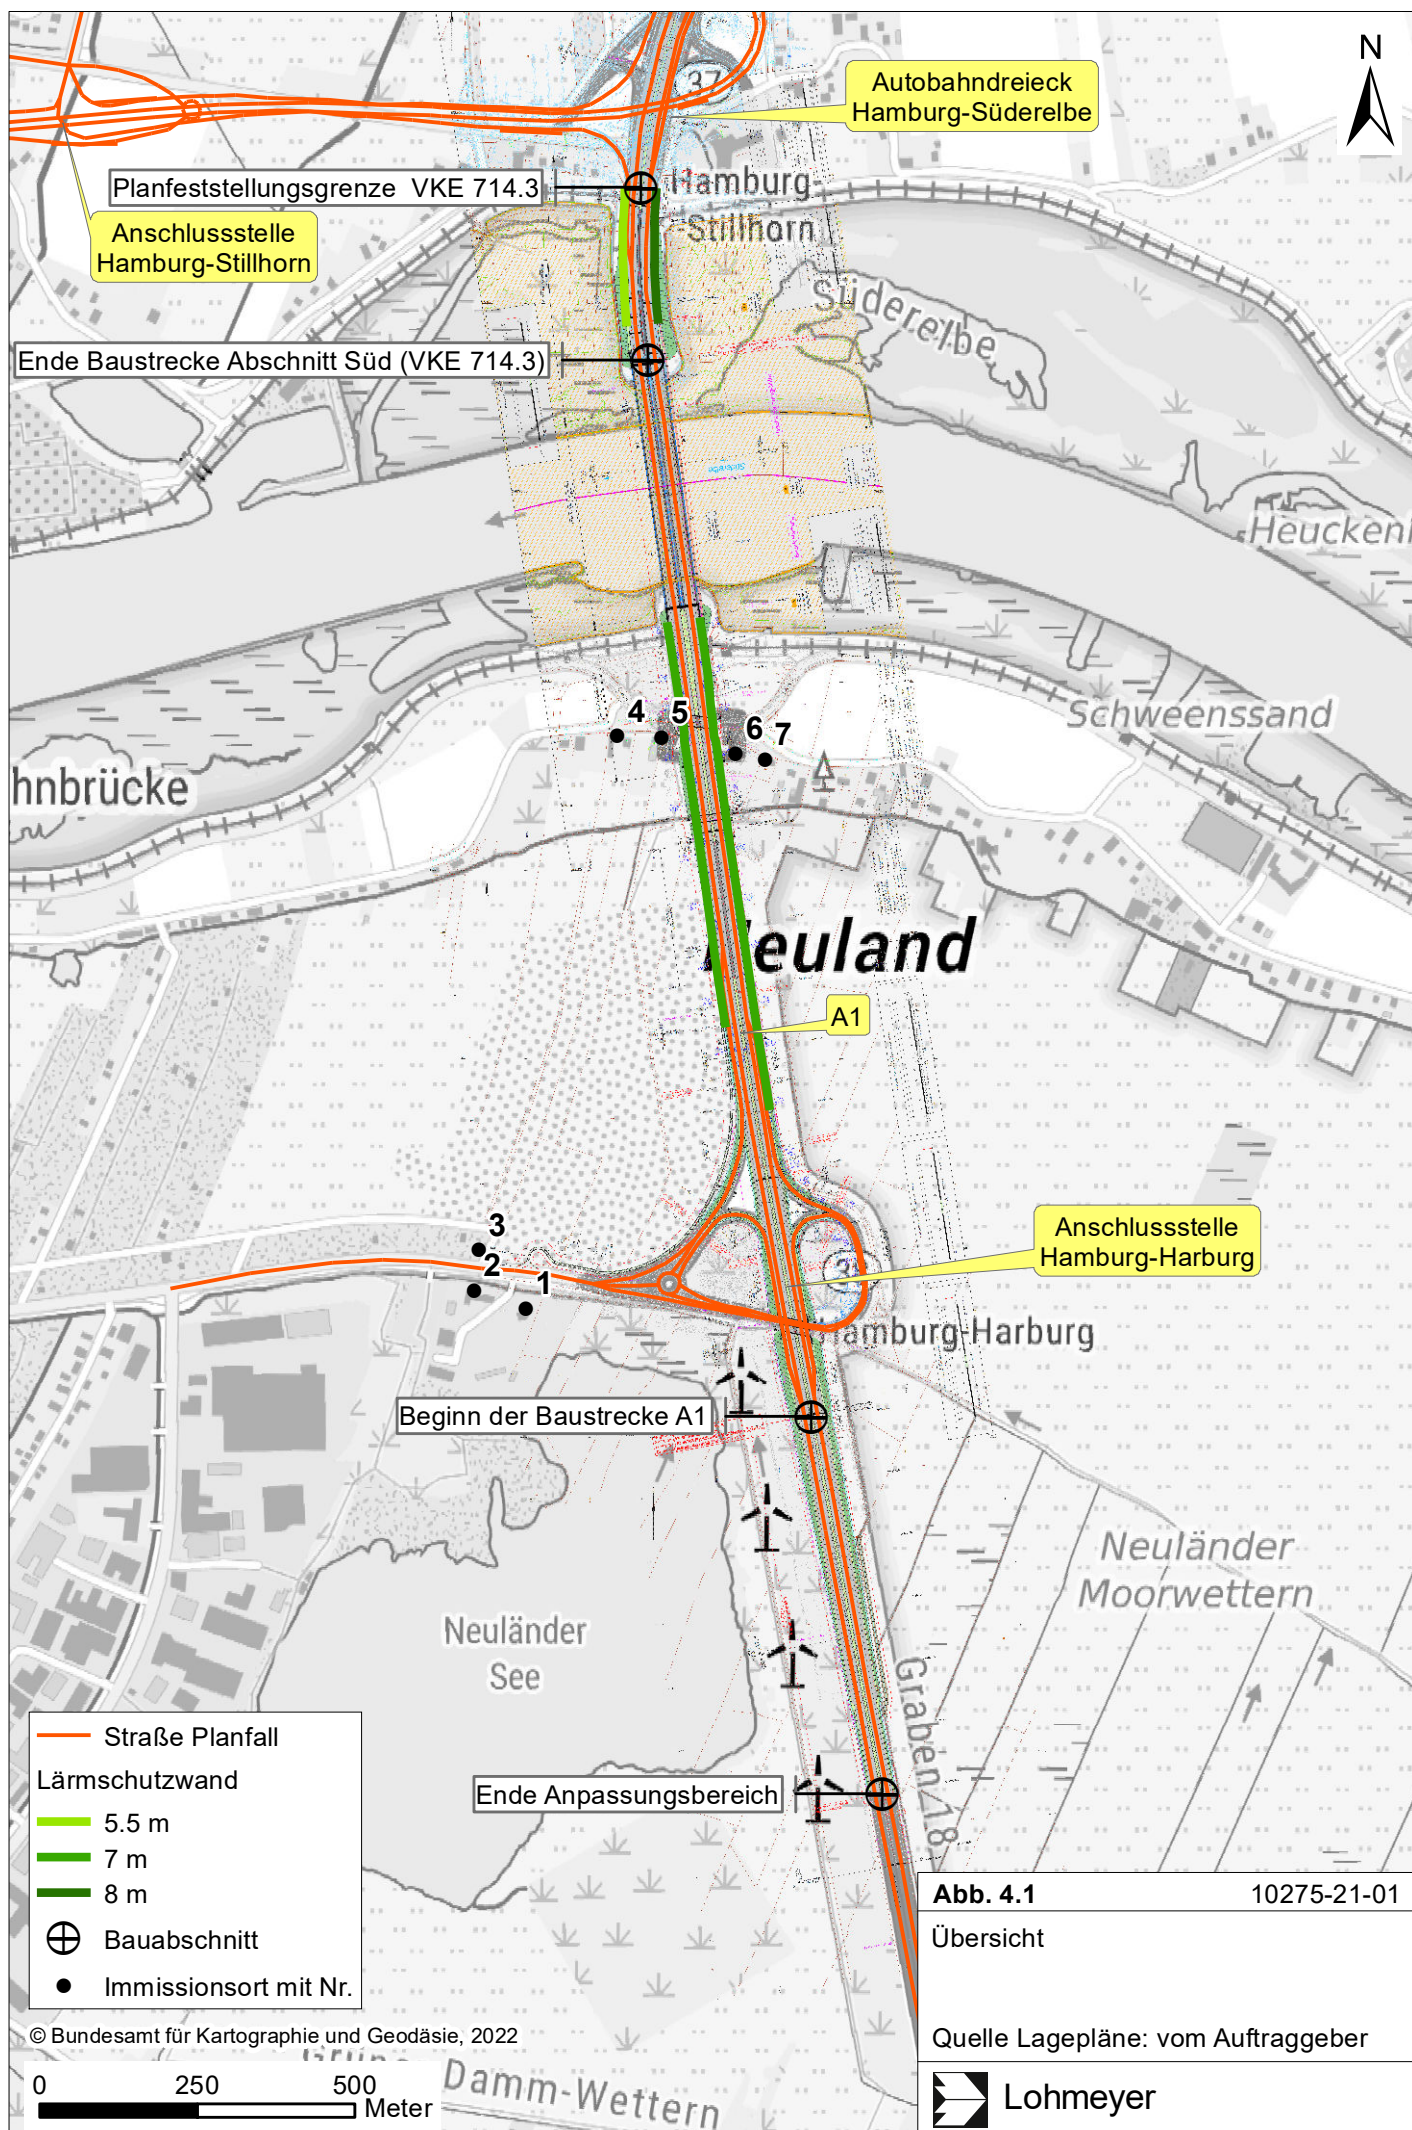 N
37
Autobahndreieck
Hamburg-Süderelbe
Planfeststellungsgrenze VKE 714.3
Hamburg-
Stillhorn
Anschlussstelle
Hamburg-Stillhorn
Süderelbe
Ende Baustrecke Abschnitt Süd (VKE 714.3)
Heucken
4
5
6
7
Schweenssand
hnbrücke
Neuland
A1
3
2
1
Anschlussstelle
Hamburg-Harburg
Hamburg-Harburg
Beginn der Baustrecke A1
Neuländer
Moorwettern
Neuländer
See
Graben 18
Ende Anpassungsbereich
Straße Planfall
Lärmschutzwand
5.5 m
7 m
8 m
Bauabschnitt
Immissionsort mit Nr.
© Bundesamt für Kartographie und Geodäsie, 2022
Damm-Wettern
0 250 500
Meter
Abb. 4.1 10275-21-01
Übersicht
Quelle Lagepläne: vom Auftraggeber
Lohmeyer